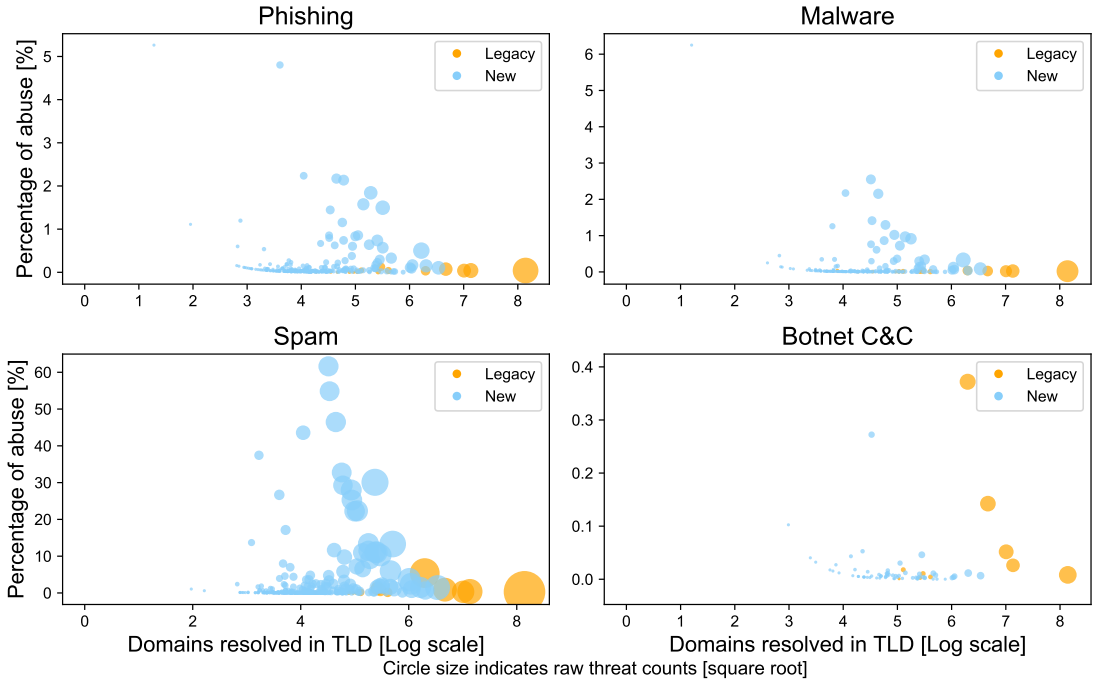 Phishing
Percentage of abuse [%]
5
4
3
2
1
0
0 1 2 3 4 5 6 7 8
Legacy
New
Malware
6
5
4
3
2
1
0
0 1 2 3 4 5 6 7 8
Legacy
New
Spam
Percentage of abuse [%]
60
50
40
30
20
10
0
0 1 2 3 4 5 6 7 8
Domains resolved in TLD [Log scale]
Legacy
New
Botnet C&C
0.4
0.3
0.2
0.1
0.0
0 1 2 3 4 5 6 7 8
Domains resolved in TLD [Log scale]
Legacy
New
Circle size indicates raw threat counts [square root]